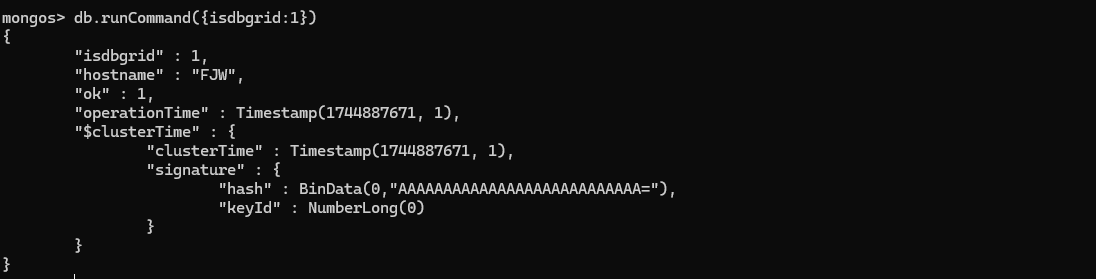 mongos> db.runCommand({isdbgrid:1})
{
"isdbgrid" : 1,
"hostname" : "FJW",
"ok" : 1,
"operationTime" : Timestamp(1744887671, 1),
"$clusterTime" : {
"clusterTime" : Timestamp(1744887671, 1),
"signature" : {
"hash" : BinData(0,"AAAAAAAAAAAAAAAAAAAAAAAAAAA="),
"keyId" : NumberLong(0)
}
}
}